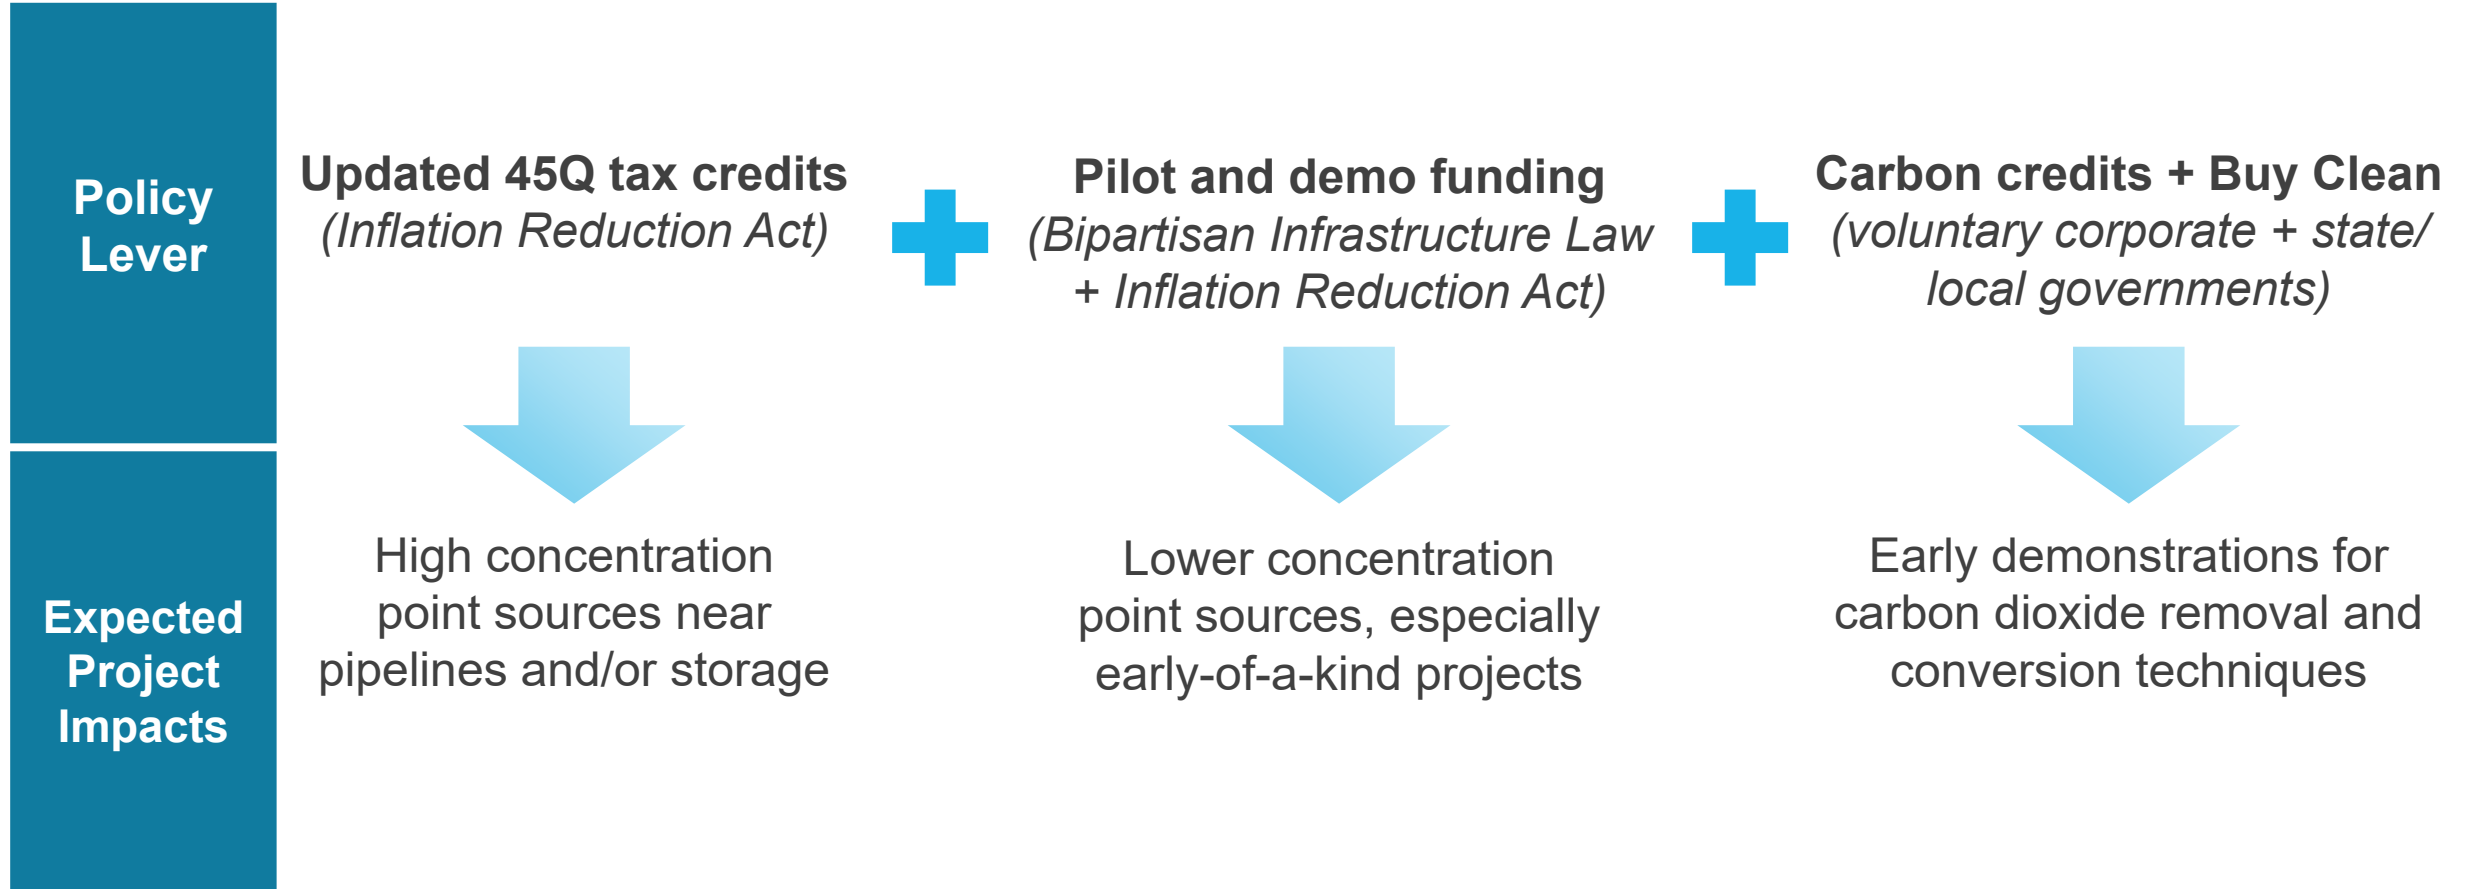 Policy
Lever
Updated 45Q tax credits
(Inflation Reduction Act)
Pilot and demo funding
(Bipartisan Infrastructure Law
+ Inflation Reduction Act)
Carbon credits + Buy Clean
(voluntary corporate + state/
local governments)
Expected
Project
Impacts
High concentration
point sources near
pipelines and/or storage
Lower concentration
point sources, especially
early-of-a-kind projects
Early demonstrations for
carbon dioxide removal and
conversion techniques